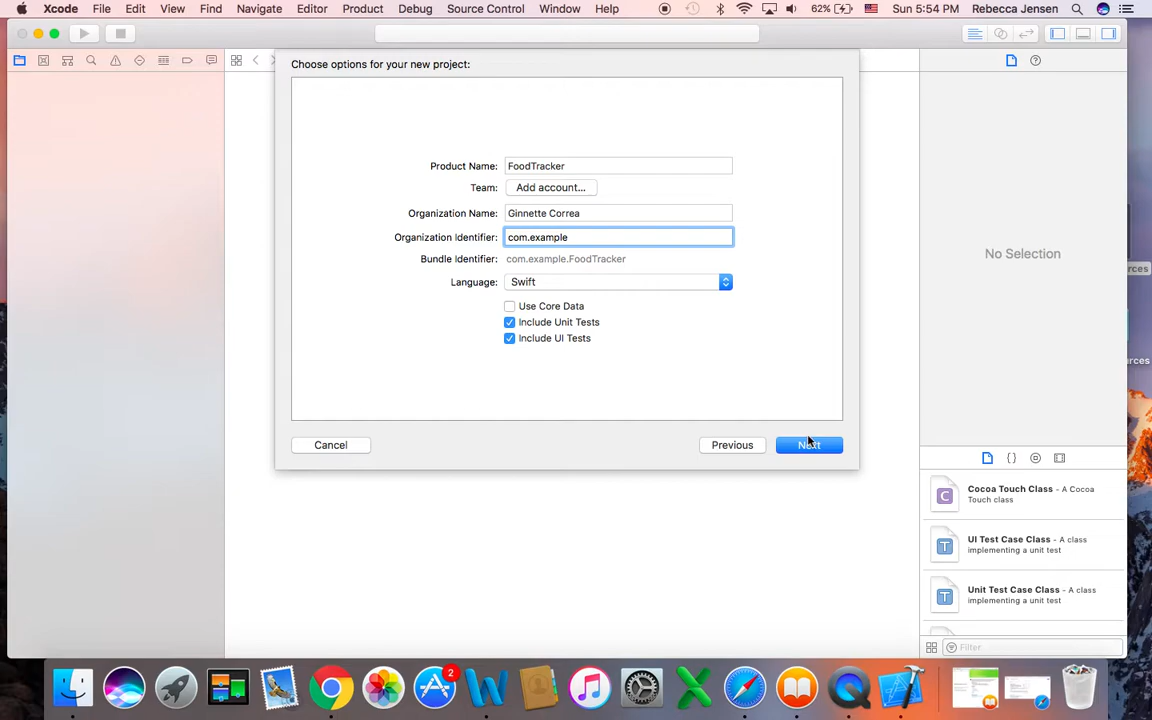 Xcode File Edit View Find Navigate Editor Product Debug Source Control Window Help 62% Sun 5:54 PM Rebecca Jensen
Choose options for your new project:
Product Name: FoodTracker
Team: Add account...
Organization Name: Ginnette Correa
Organization Identifier: com.example
Bundle Identifier: com.example.FoodTracker
Language: Swift
Use Core Data
Include Unit Tests
Include UI Tests
Cancel Previous Next
No Selection
rces
urces
{ }
C
Cocoa Touch Class - A Cocoa
Touch class
T
UI Test Case Class - A class
implementing a unit test
T
Unit Test Case Class - A class
implementing a unit test
Filter
2